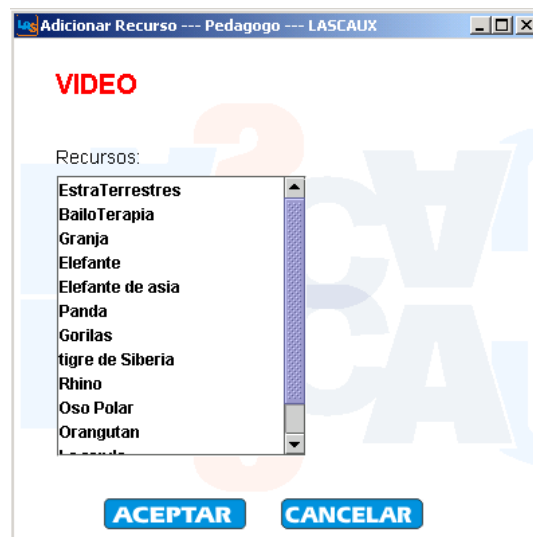 Adicionar Recurso --- Pedagogo --- LASCAUX
VIDEO
Recursos:
EstraTerrestres
BailoTerapia
Granja
Elefante
Elefante de asia
Panda
Gorilas
tigre de Siberia
Rhino
Oso Polar
Orangutan
ACEPTAR CANCELAR